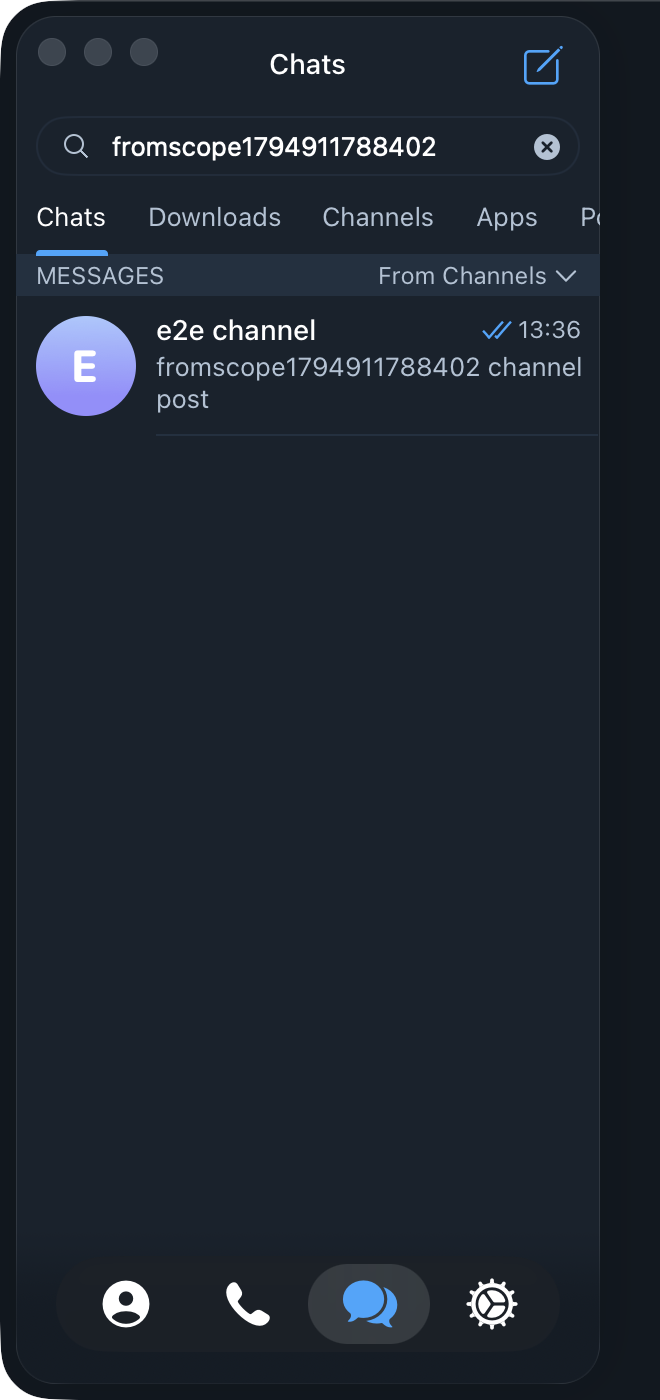 Chats
fromscope1794911788402
Chats Downloads Channels Apps
MESSAGES From Channels
E
e2e channel 13:36
fromscope1794911788402 channel
post